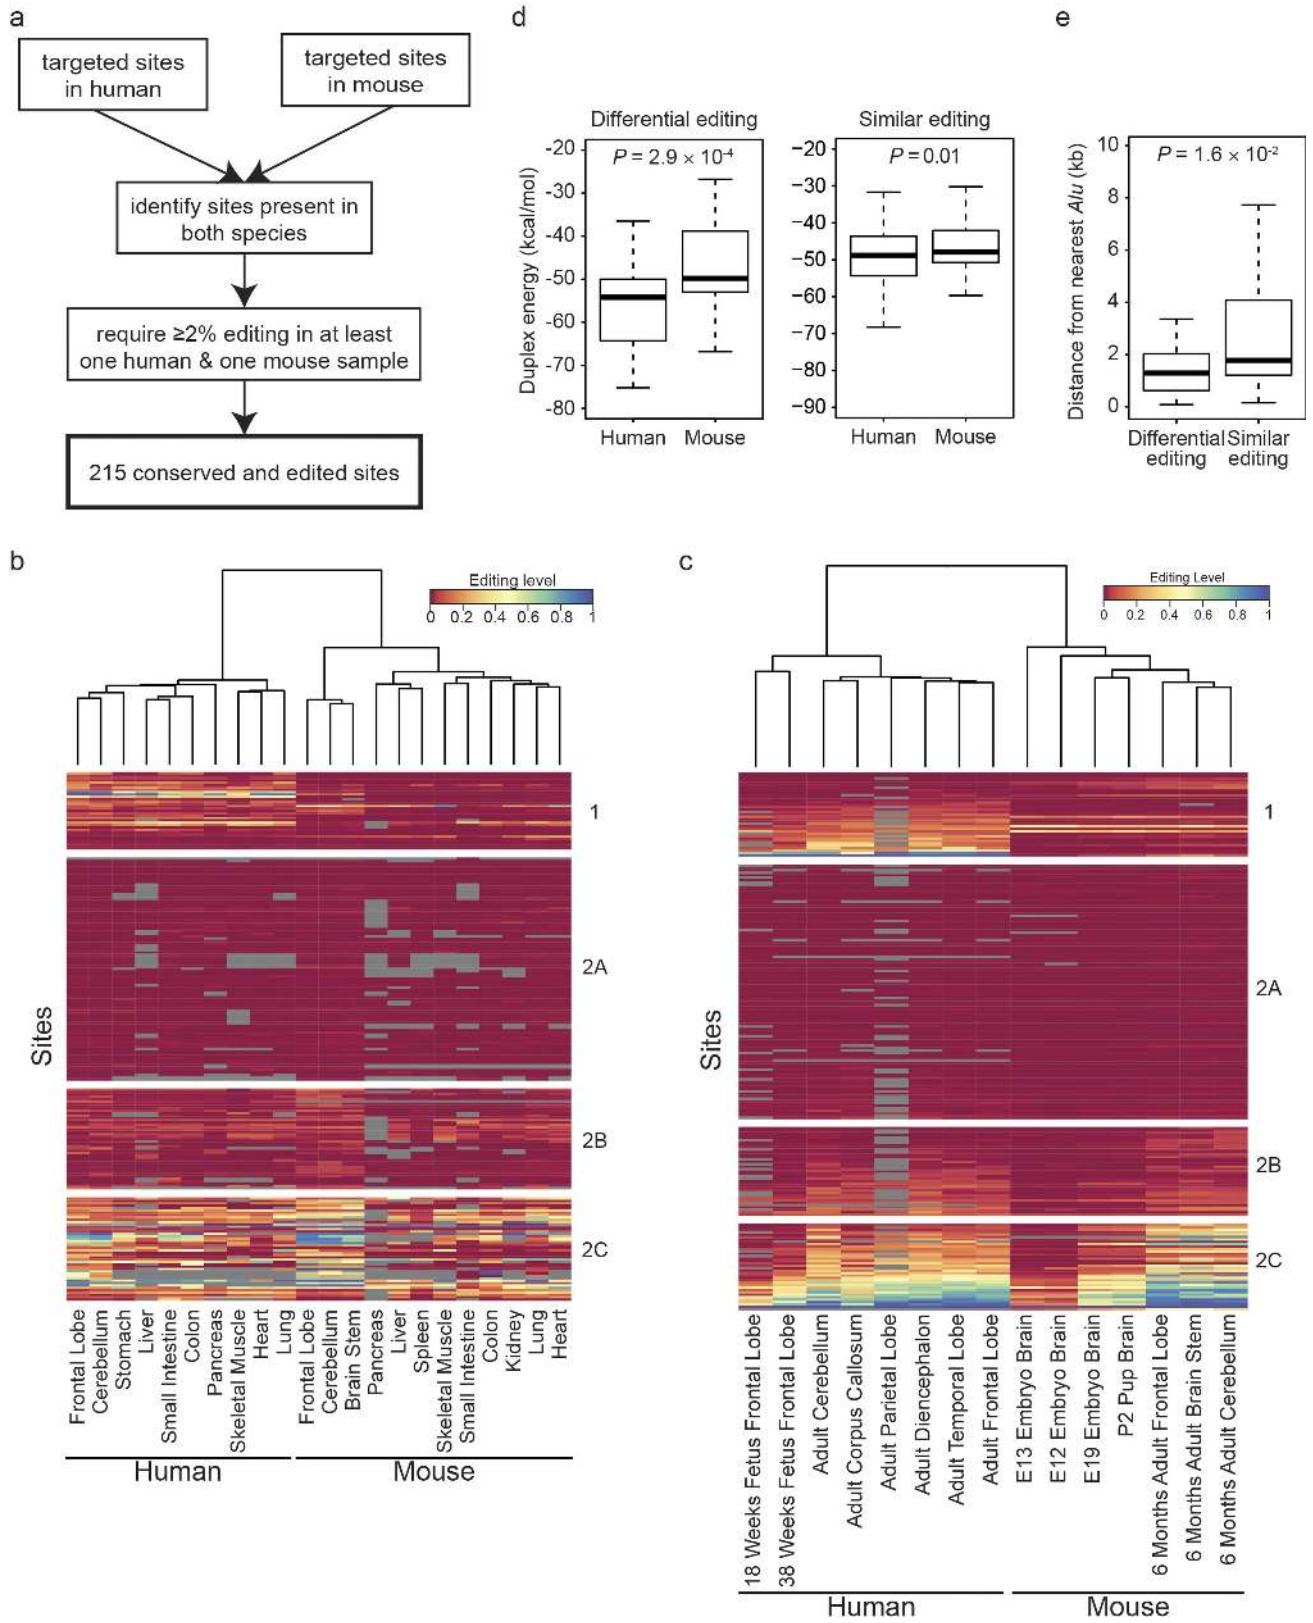 a
targeted sites
in human
targeted sites
in mouse
identify sites present in
both species
require ≥2% editing in at least
one human & one mouse sample
215 conserved and edited sites
d
Differential editing
P = 2.9 × 10-4
Duplex energy (kcal/mol)
-20
-30
-40
-50
-60
-70
-80
Human Mouse
Similar editing
P = 0.01
−20
−30
−40
−50
−60
−70
−80
−90
Human Mouse
e
P = 1.6 × 10-2
Distance from nearest Alu (kb)
10
8
6
4
2
0
Differential Similar
editing editing
b
Editing level
0 0.2 0.4 0.6 0.8 1
Sites
1
2A
2B
2C
Frontal Lobe
Cerebellum
Stomach
Liver
Small Intestine
Colon
Pancreas
Skeletal Muscle
Heart
Lung
Frontal Lobe
Cerebellum
Brain Stem
Pancreas
Liver
Spleen
Skeletal Muscle
Small Intestine
Colon
Kidney
Lung
Heart
Human
Mouse
c
Editing Level
0 0.2 0.4 0.6 0.8 1
Sites
1
2A
2B
2C
18 Weeks Fetus Frontal Lobe
38 Weeks Fetus Frontal Lobe
Adult Cerebellum
Adult Corpus Callosum
Adult Parietal Lobe
Adult Diencephalon
Adult Temporal Lobe
Adult Frontal Lobe
E13 Embryo Brain
E12 Embryo Brain
E19 Embryo Brain
P2 Pup Brain
6 Months Adult Frontal Lobe
6 Months Adult Brain Stem
6 Months Adult Cerebellum
Human
Mouse